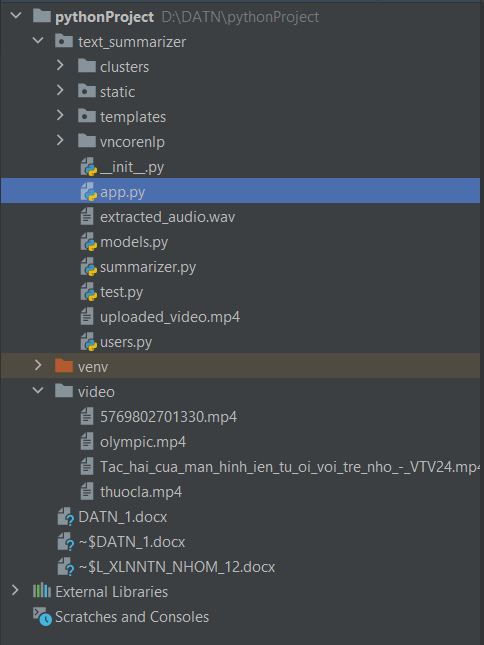 pythonProject D:\DATN\pythonProject
text_summarizer
clusters
static
templates
vncorenlp
__init__.py
app.py
extracted_audio.wav
models.py
summarizer.py
test.py
uploaded_video.mp4
users.py
venv
video
5769802701330.mp4
olympic.mp4
Tac_hai_cua_man_hinh_ien_tu_oi_voi_tre_nho_-_VTV24.mp4
thuocla.mp4
DATN_1.docx
~$DATN_1.docx
~$L_XLNNTN_NHOM_12.docx
External Libraries
Scratches and Consoles